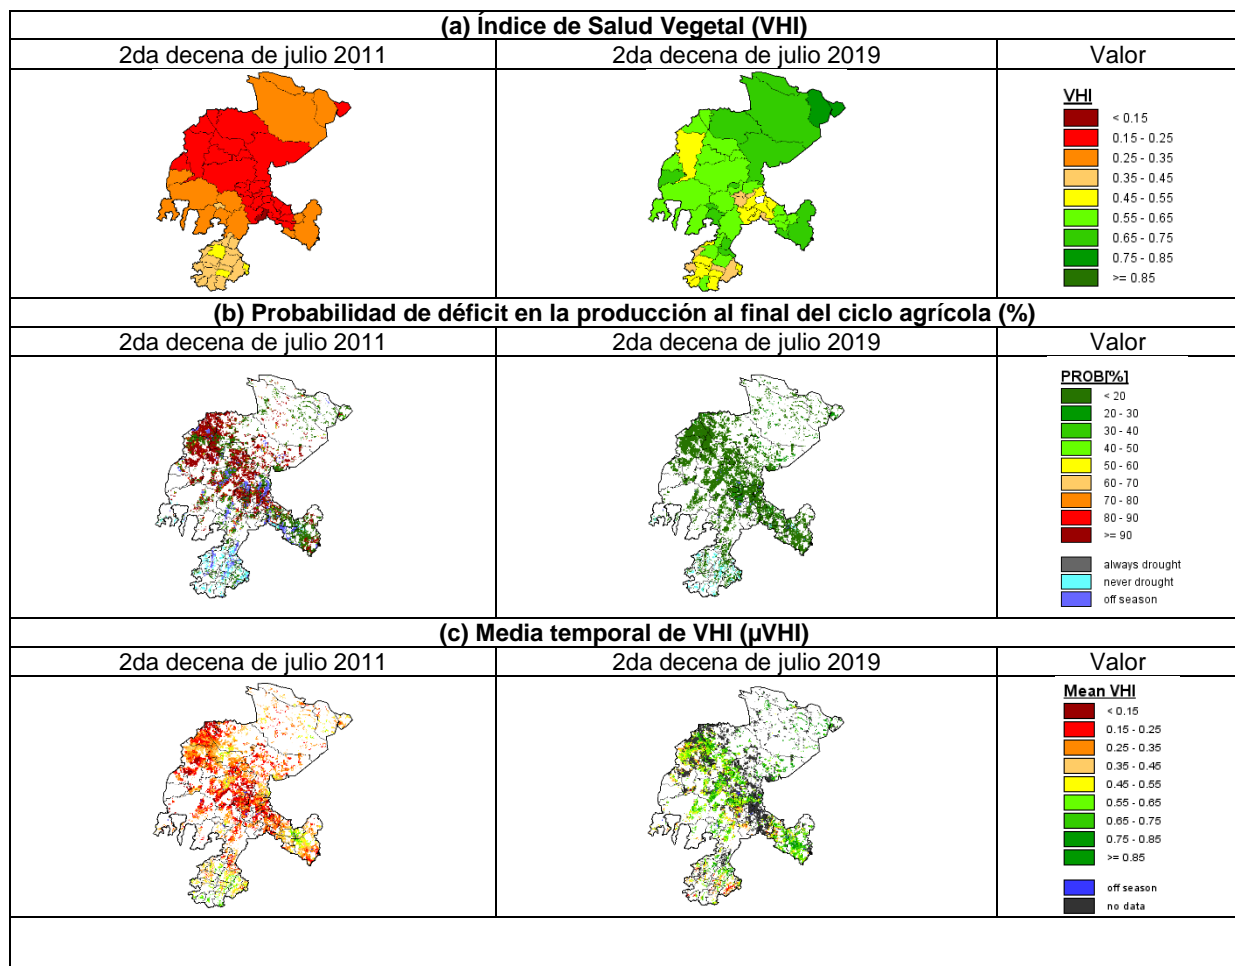 (a) Índice de Salud Vegetal (VHI)
2da decena de julio 2011
2da decena de julio 2019
Valor
VHI
< 0.15
0.15 - 0.25
0.25 - 0.35
0.35 - 0.45
0.45 - 0.55
0.55 - 0.65
0.65 - 0.75
0.75 - 0.85
>= 0.85
(b) Probabilidad de déficit en la producción al final del ciclo agrícola (%)
2da decena de julio 2011
2da decena de julio 2019
Valor
PROB[%]
< 20
20 - 30
30 - 40
40 - 50
50 - 60
60 - 70
70 - 80
80 - 90
>= 90
always drought
never drought
off season
(c) Media temporal de VHI (µVHI)
2da decena de julio 2011
2da decena de julio 2019
Valor
Mean VHI
< 0.15
0.15 - 0.25
0.25 - 0.35
0.35 - 0.45
0.45 - 0.55
0.55 - 0.65
0.65 - 0.75
0.75 - 0.85
>= 0.85
off season
no data